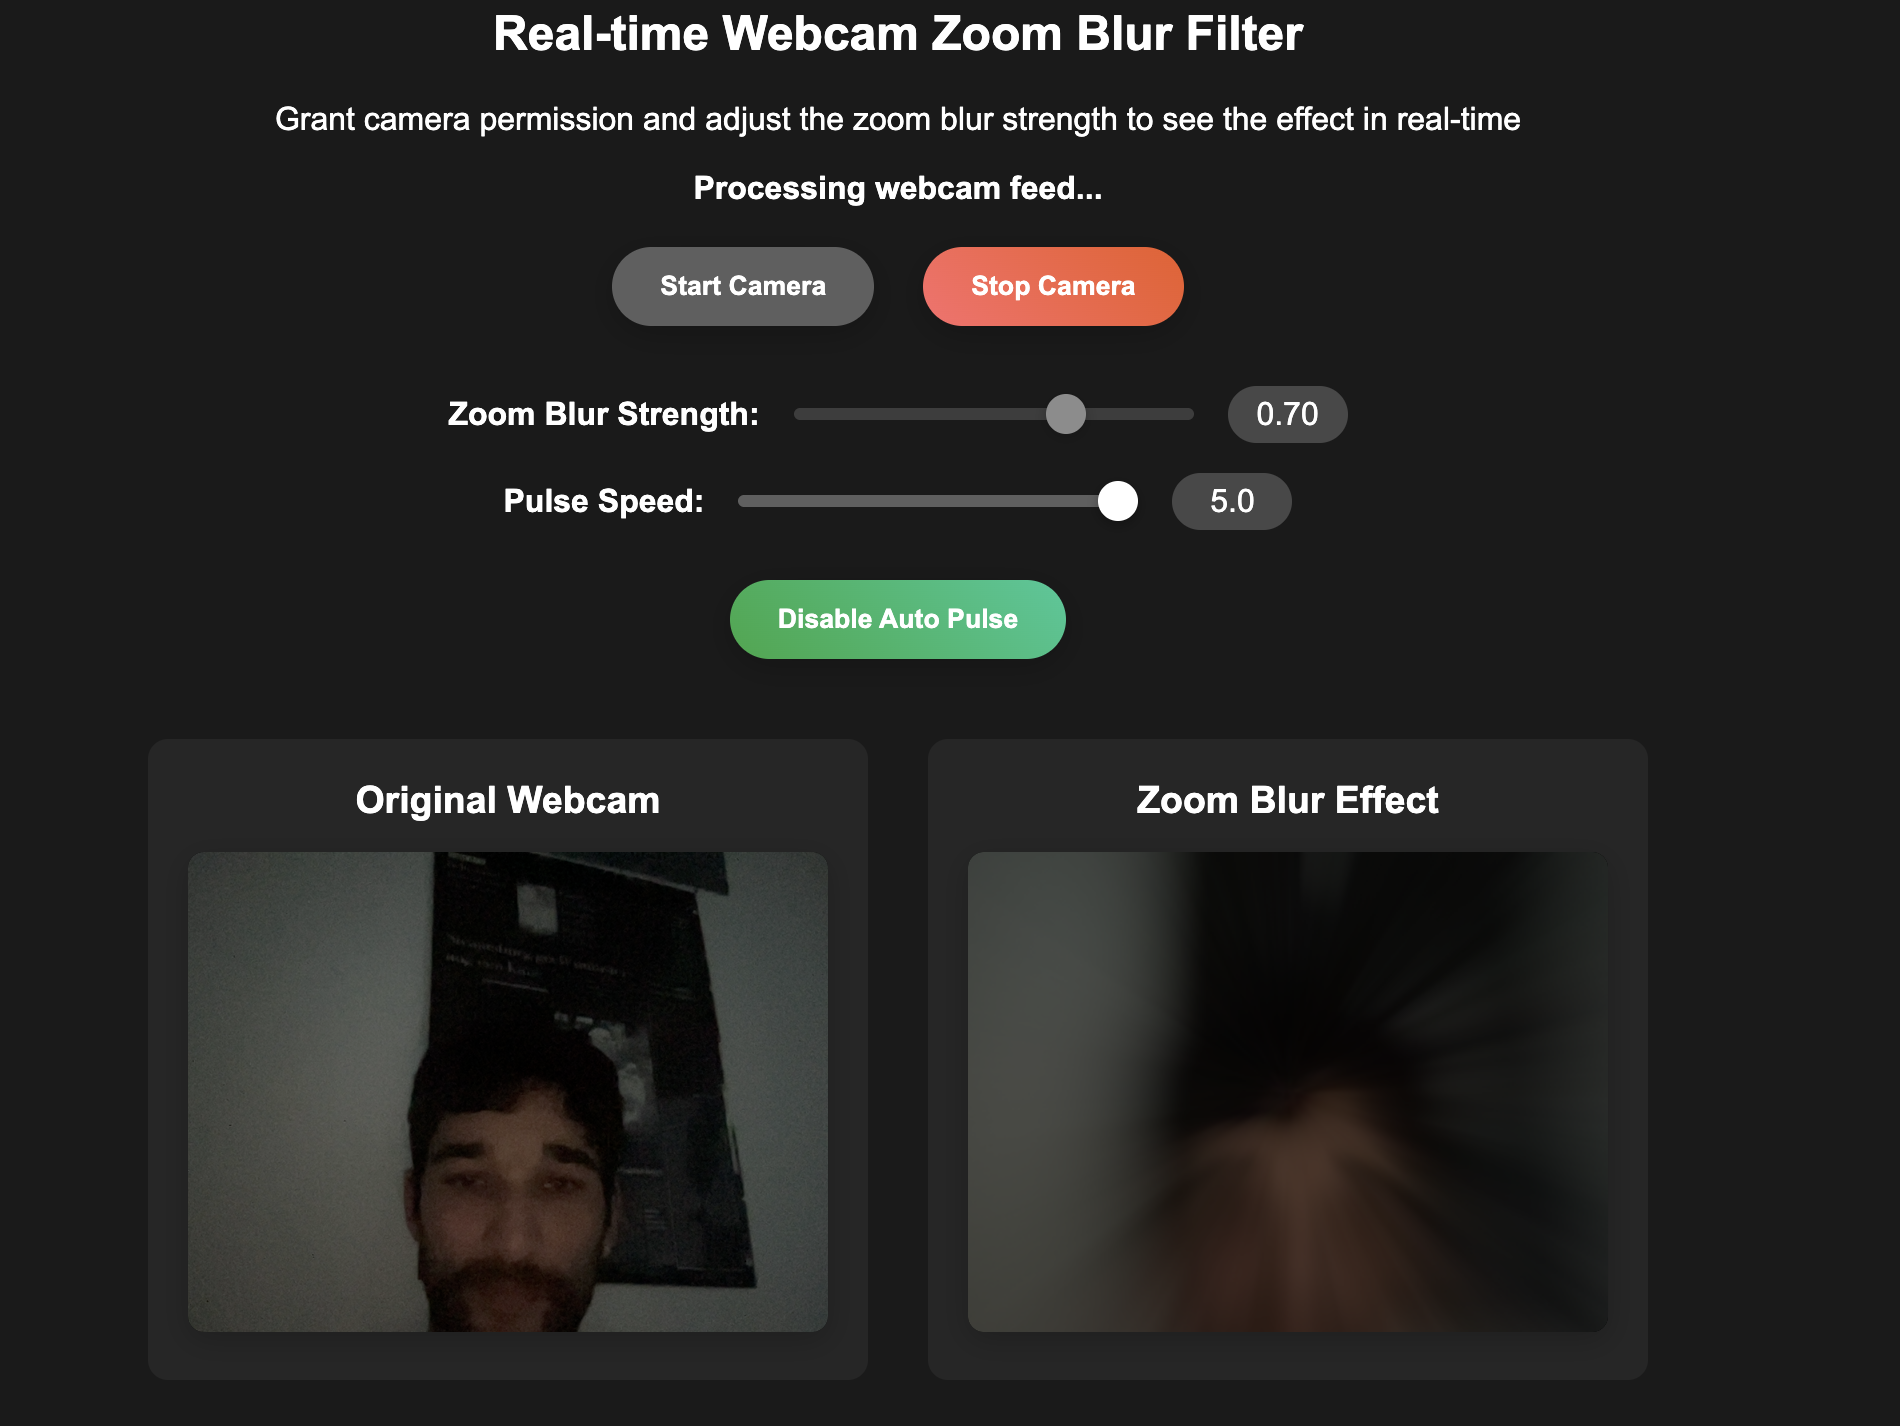 Real-time Webcam Zoom Blur Filter
Grant camera permission and adjust the zoom blur strength to see the effect in real-time
Processing webcam feed...
Start Camera
Stop Camera
Zoom Blur Strength:
0.70
Pulse Speed:
5.0
Disable Auto Pulse
Original Webcam
Zoom Blur Effect